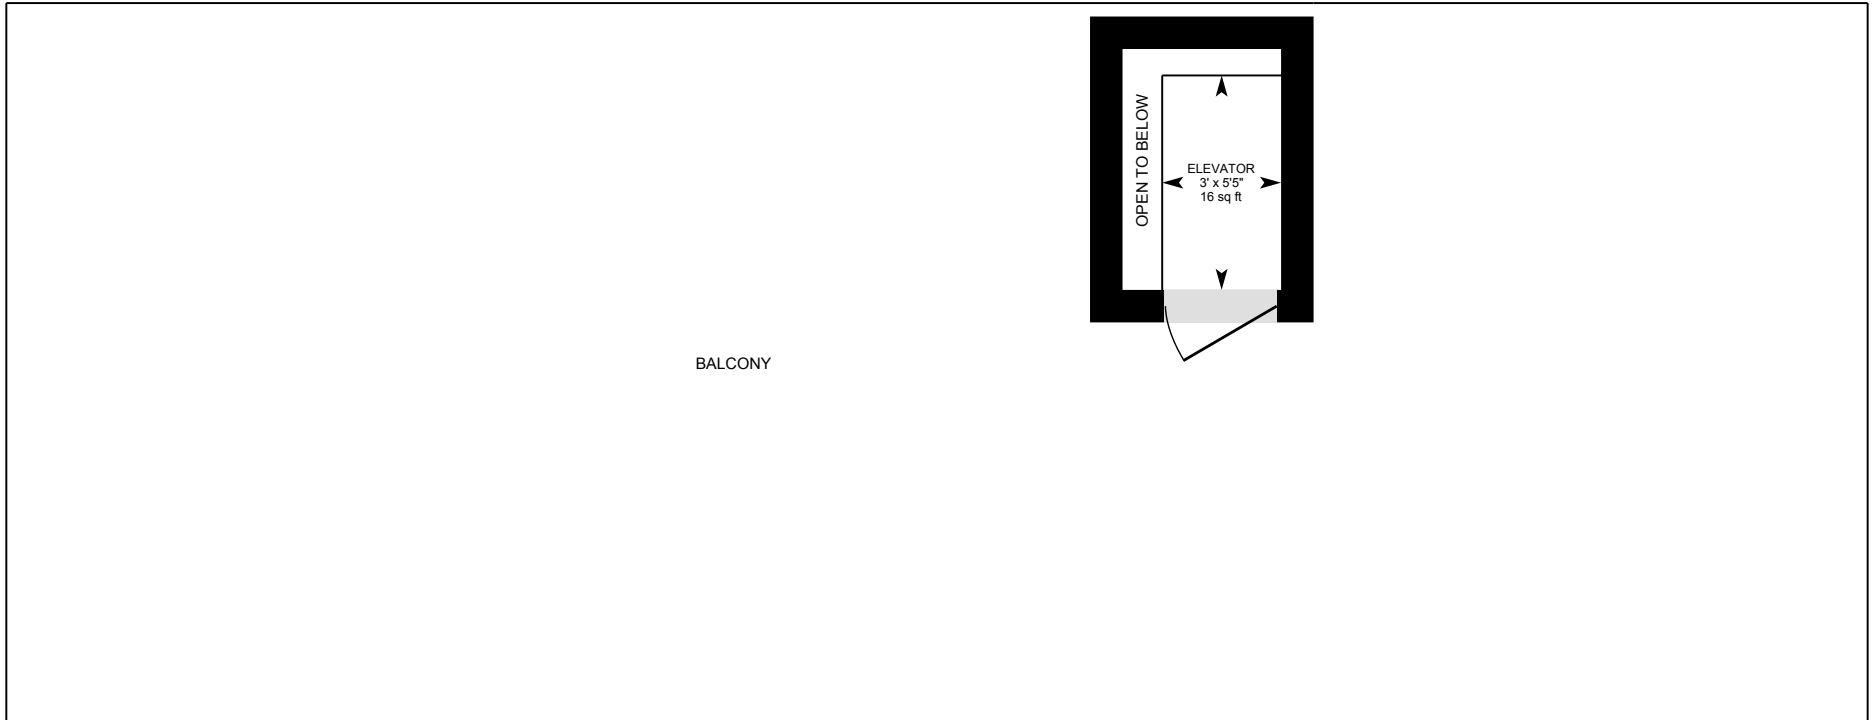 OPEN TO BELOW
ELEVATOR
3' x 5'5"
16 sq ft
BALCONY